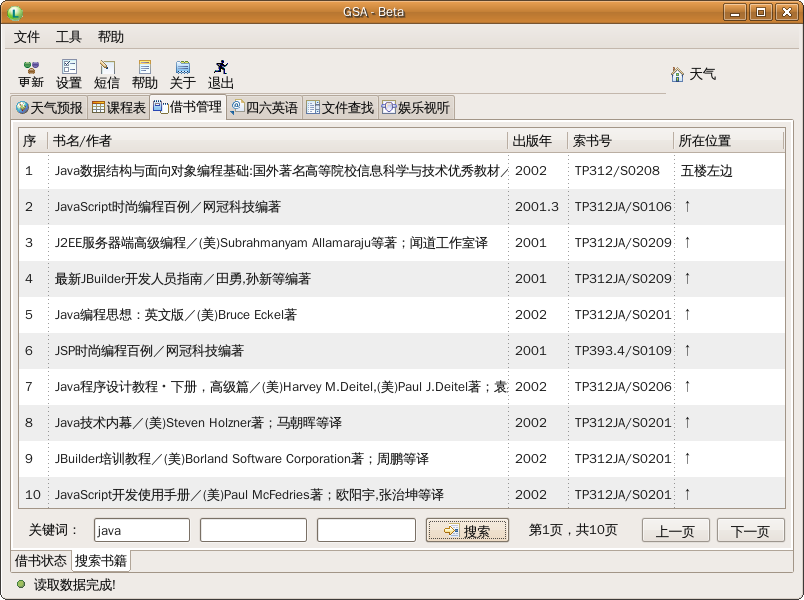 GSA - Beta
文件 工具 帮助
更新 设置 短信 帮助 关于 退出 天气
天气预报 课程表 借书管理 四六英语 文件查找 娱乐视听
序 书名/作者 出版年 索书号 所在位置
1 Java数据结构与面向对象编程基础:国外著名高等院校信息科学与技术优秀教材／ 2002 TP312/S0208 五楼左边
2 JavaScript时尚编程百例／网冠科技编著 2001.3 TP312JA/S0106 ↑
3 J2EE服务器端高级编程／(美)Subrahmanyam Allamaraju等著；闻道工作室译 2001 TP312JA/S0209 ↑
4 最新JBuilder开发人员指南／田勇,孙新等编著 2001 TP312JA/S0209 ↑
5 Java编程思想：英文版／(美)Bruce Eckel著 2002 TP312JA/S0201 ↑
6 JSP时尚编程百例／网冠科技编著 2001 TP393.4/S0109 ↑
7 Java程序设计教程・下册，高级篇／(美)Harvey M.Deitel,(美)Paul J.Deitel著；袁 2002 TP312JA/S0206 ↑
8 Java技术内幕／(美)Steven Holzner著；马朝晖等译 2002 TP312JA/S0201 ↑
9 JBuilder培训教程／(美)Borland Software Corporation著；周鹏等译 2002 TP312JA/S0201 ↑
10 JavaScript开发使用手册／(美)Paul McFedries著；欧阳宇,张治坤等译 2002 TP312JA/S0201 ↑
关键词： java 搜索 第1页，共10页 上一页 下一页
借书状态 搜索书籍
读取数据完成!